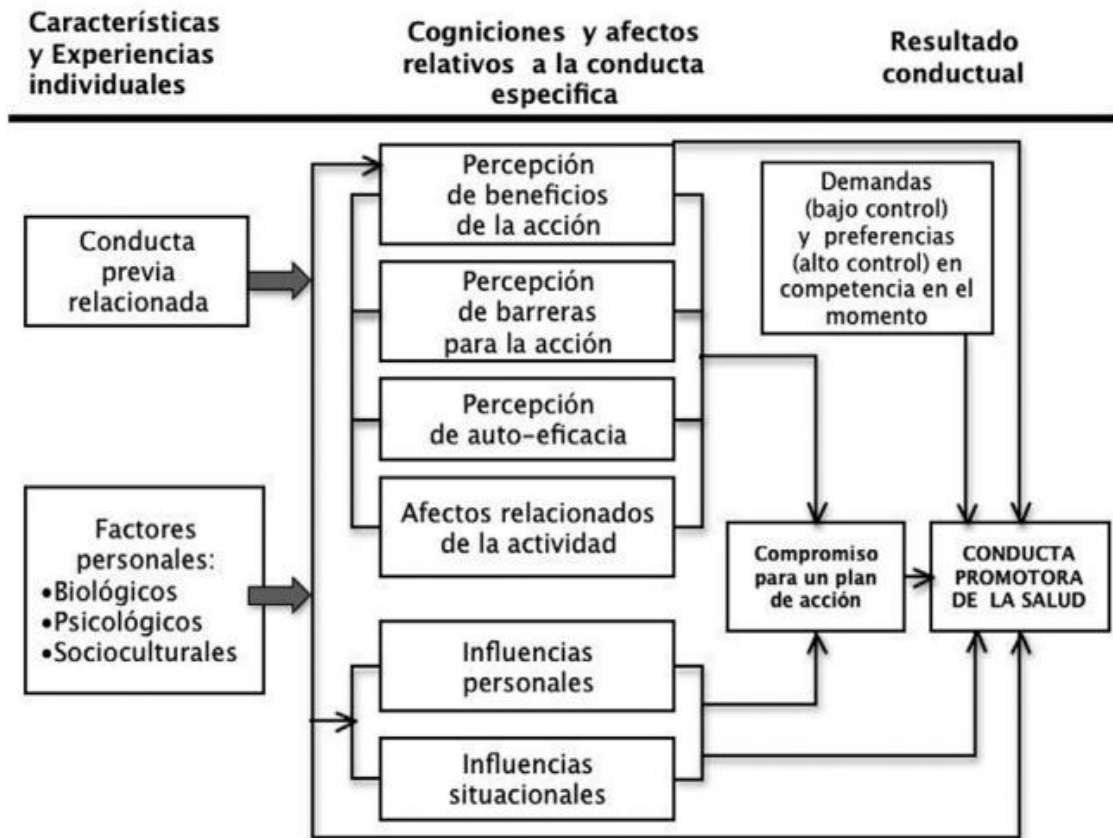 Características
y Experiencias
individuales
Cogniciones y afectos
relativos a la conducta
especifica
Resultado
conductual
Conducta
previa
relacionada
Factores
personales:
•Biológicos
•Psicológicos
•Socioculturales
Percepción
de beneficios
de la acción
Percepción
de barreras
para la acción
Percepción
de auto-eficacia
Afectos relacionados
de la actividad
Influencias
personales
Influencias
situacionales
Demandas
(bajo control)
y preferencias
(alto control) en
competencia en el
momento
Compromiso
para un plan
de acción
CONDUCTA
PROMOTORA
DE LA SALUD